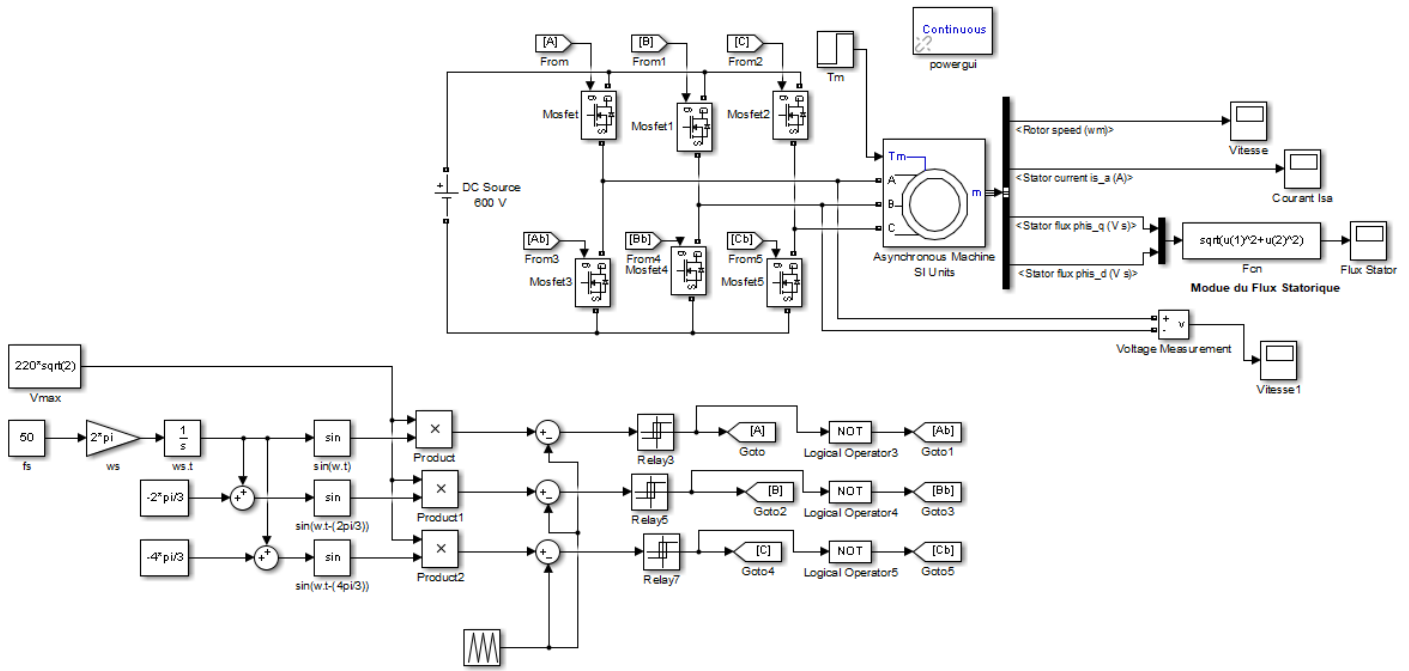 Continuous
powergui
[A]
From
[B]
From1
[C]
From2
Tm
g
D
S
Mosfet
g
D
S
Mosfet1
g
D
S
Mosfet2
+
DC Source
600 V
Tm
A
B
C
m
Asynchronous Machine
SI Units
<Rotor speed (wm)>
Vitesse
<Stator current is_a (A)>
Courant Isa
<Stator flux phis_q (V s)>
<Stator flux phis_d (V s)>
sqrt(u(1)^2+u(2)^2)
Fcn
Flux Stator
Modue du Flux Statorique
[Ab]
From3
g
D
S
Mosfet3
[Bb]
From4
g
D
S
Mosfet4
[Cb]
From5
g
D
S
Mosfet5
+
-
v
Voltage Measurement
Vitesse1
220*sqrt(2)
Vmax
50
fs
2*pi
ws
1
s
ws.t
sin
sin(w.t)
×
Product
+
−
Relay3
[A]
Goto
NOT
Logical Operator3
[Ab]
Goto1
-2*pi/3
+
+
sin
sin(w.t-(2pi/3))
×
Product1
+
−
Relay5
[B]
Goto2
NOT
Logical Operator4
[Bb]
Goto3
-4*pi/3
+
+
sin
sin(w.t-(4pi/3))
×
Product2
+
−
Relay7
[C]
Goto4
NOT
Logical Operator5
[Cb]
Goto5